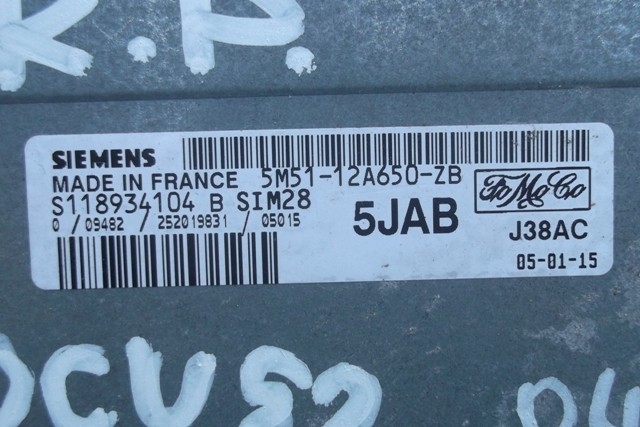 R.P.
SIEMENS
MADE IN FRANCE 5M51-12A650-ZB
S118934104 B SIM28
0 / 09482 / 252019831 / 05015
5JAB
FoMoCo
J38AC
05-01-15